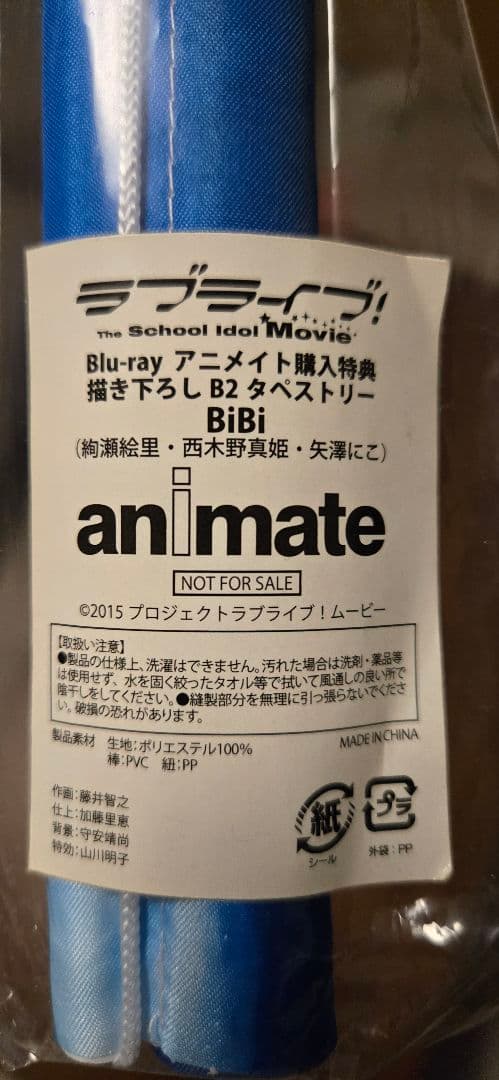 ラブライブ!
The School Idol Movie
Blu-ray アニメイト購入特典
描き下ろし B2 タペストリー
BiBi
(絢瀬絵里・西木野真姫・矢澤にこ)
animate
NOT FOR SALE
©2015 プロジェクトラブライブ!ムービー
【取扱い注意】
●製品の仕様上、洗濯はできません。汚れた場合は洗剤・薬品等
は使用せず、水を固く絞ったタオル等で拭いて風通しの良い所で
陰干しをしてください。●縫製部分を無理に引っ張らないでくださ
い。破損の恐れがあります。
製品素材 生地:ポリエステル100%
棒:PVC 紐:PP
MADE IN CHINA
作画:藤井智之
仕上:加藤里恵
背景:守安靖尚
特効:山川明子
紙
シール
プラ
外袋:PP